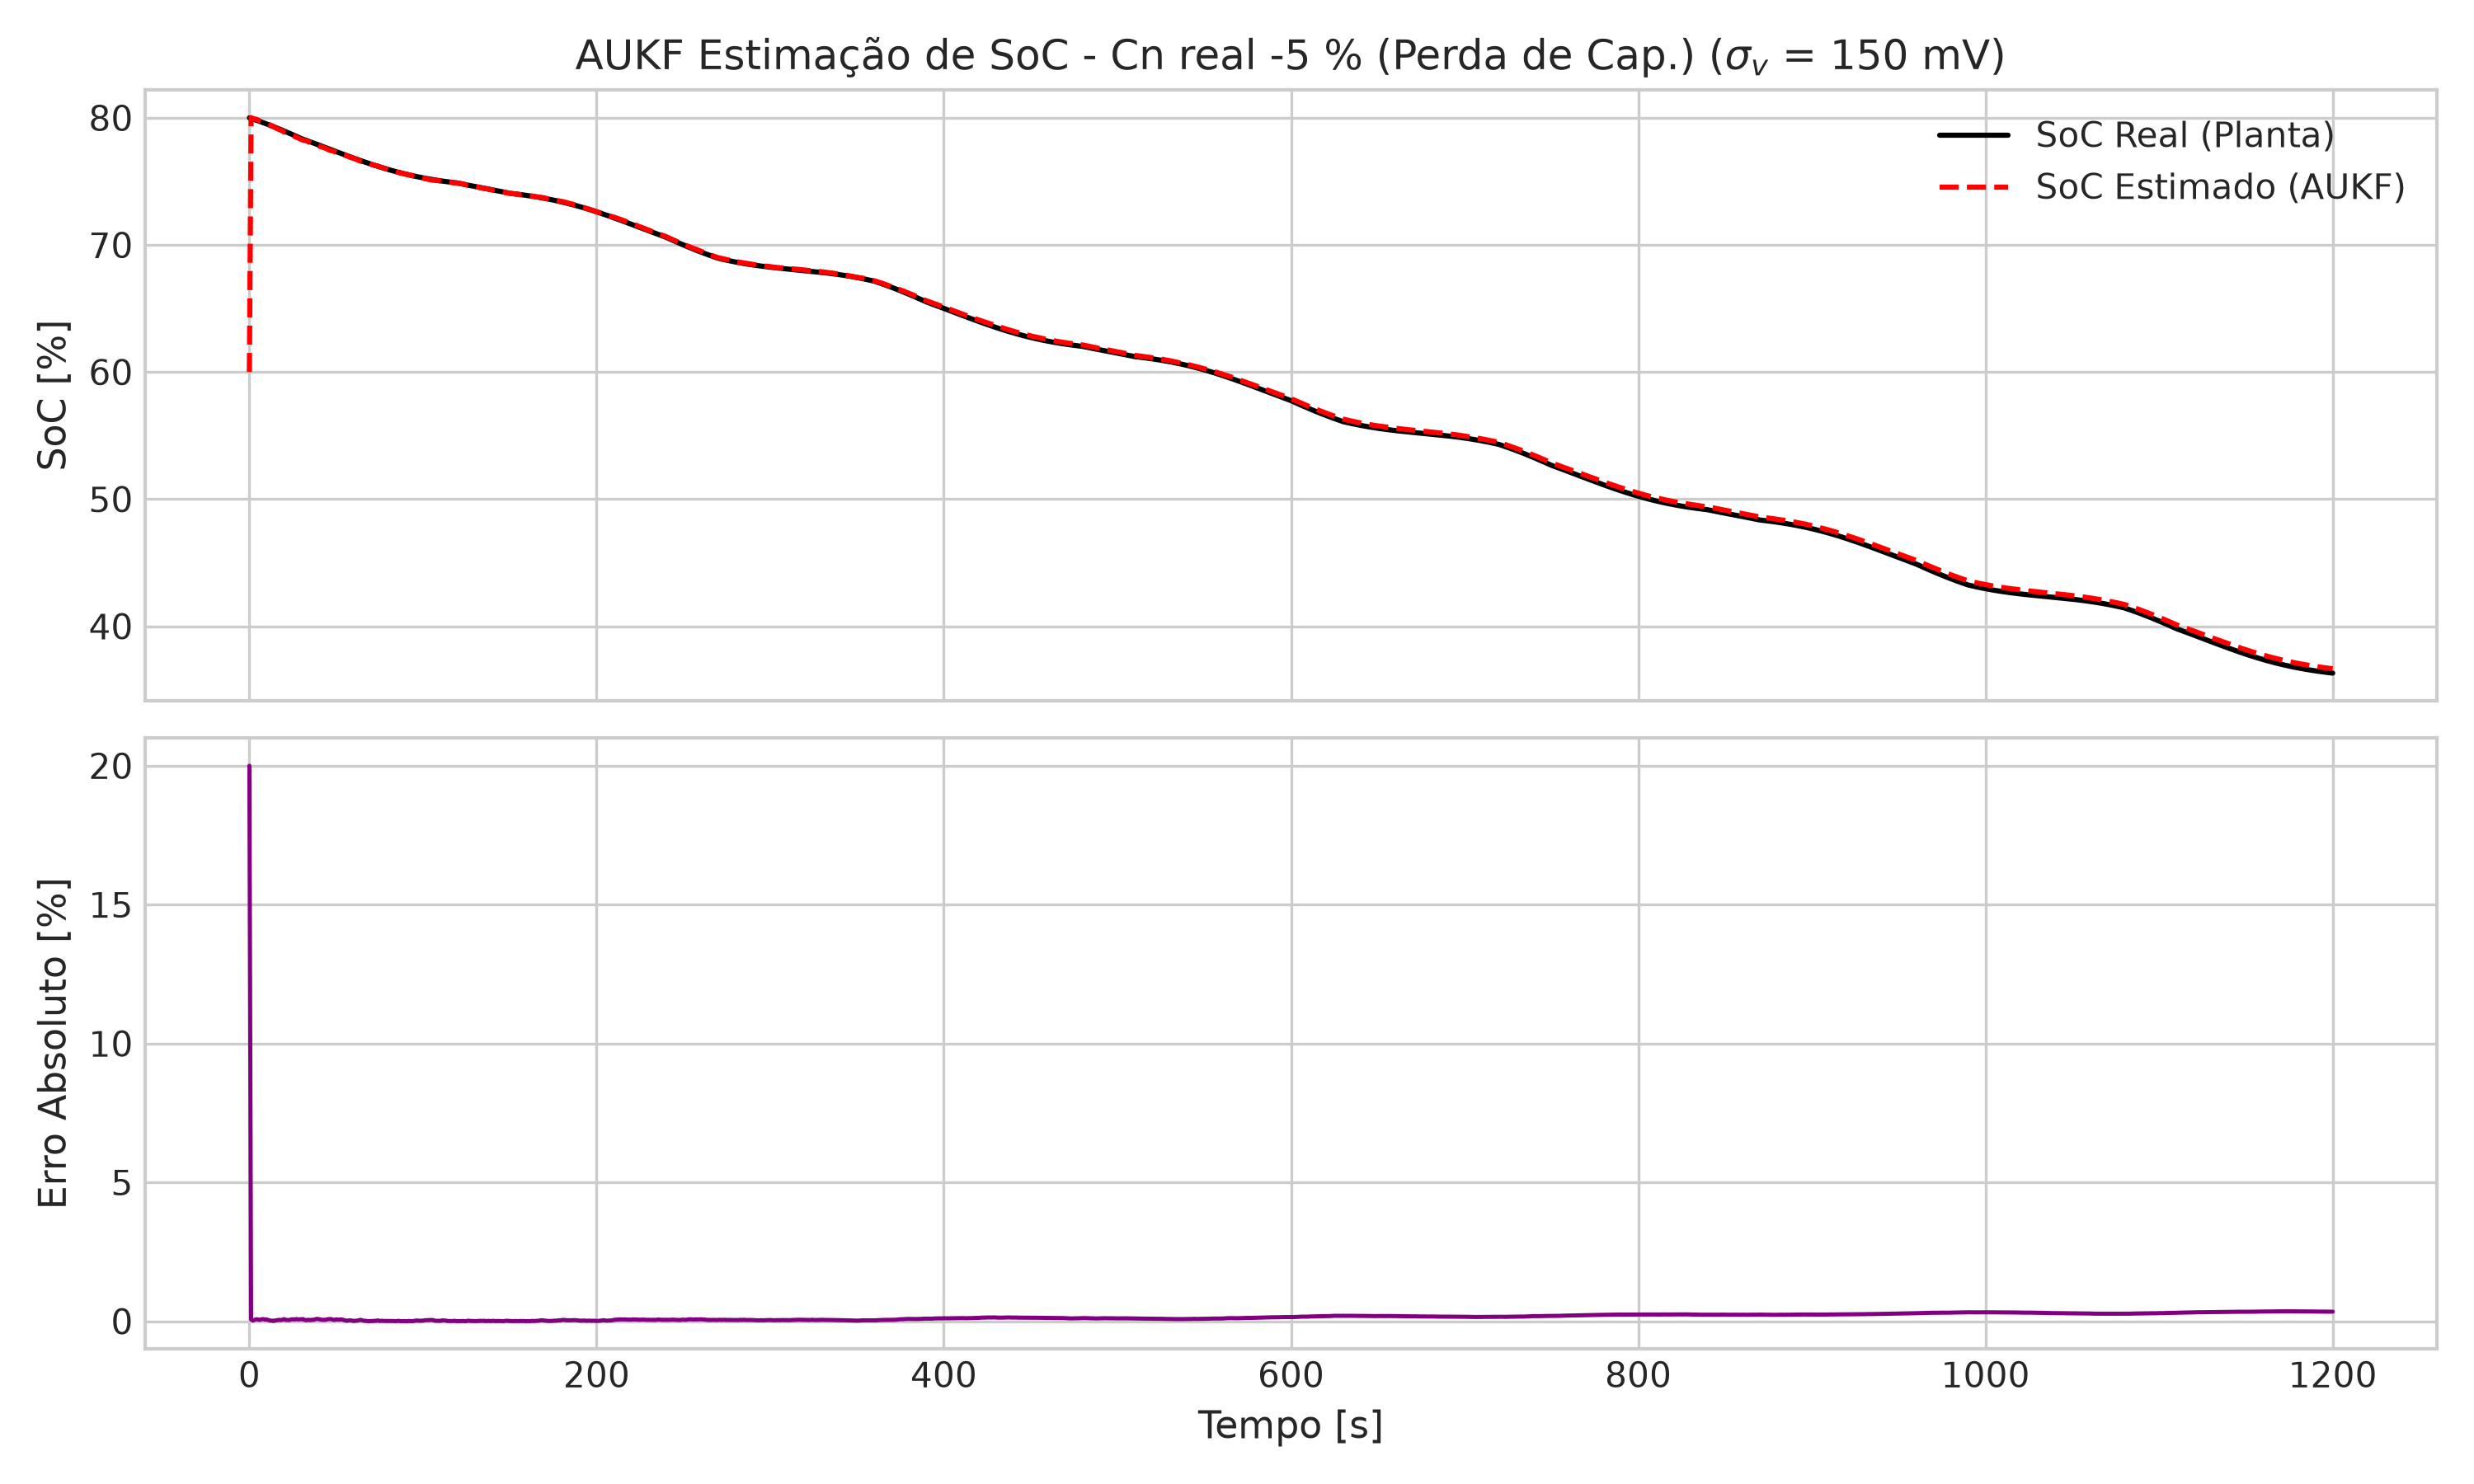 AUKF Estimação de SoC - Cn real -5 % (Perda de Cap.) (σᵥ = 150 mV)
SoC Real (Planta)
SoC Estimado (AUKF)
SoC [%]
80
70
60
50
40
Erro Absoluto [%]
20
15
10
5
0
0 200 400 600 800 1000 1200
Tempo [s]